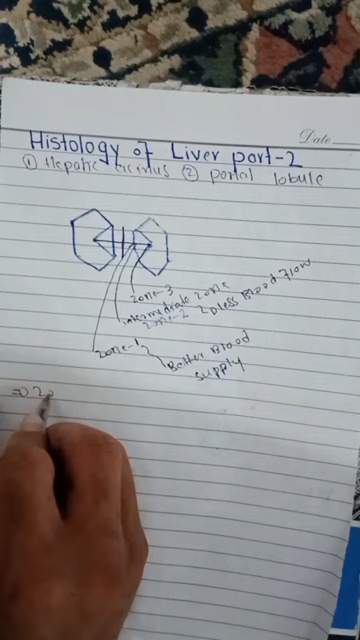 Date
Histology of Liver part-2
① Hepatic acinus ② portal lobule
zone-3
intermediate zone
zone-2
Less Blood Flow
zone-1
Better Blood
supply